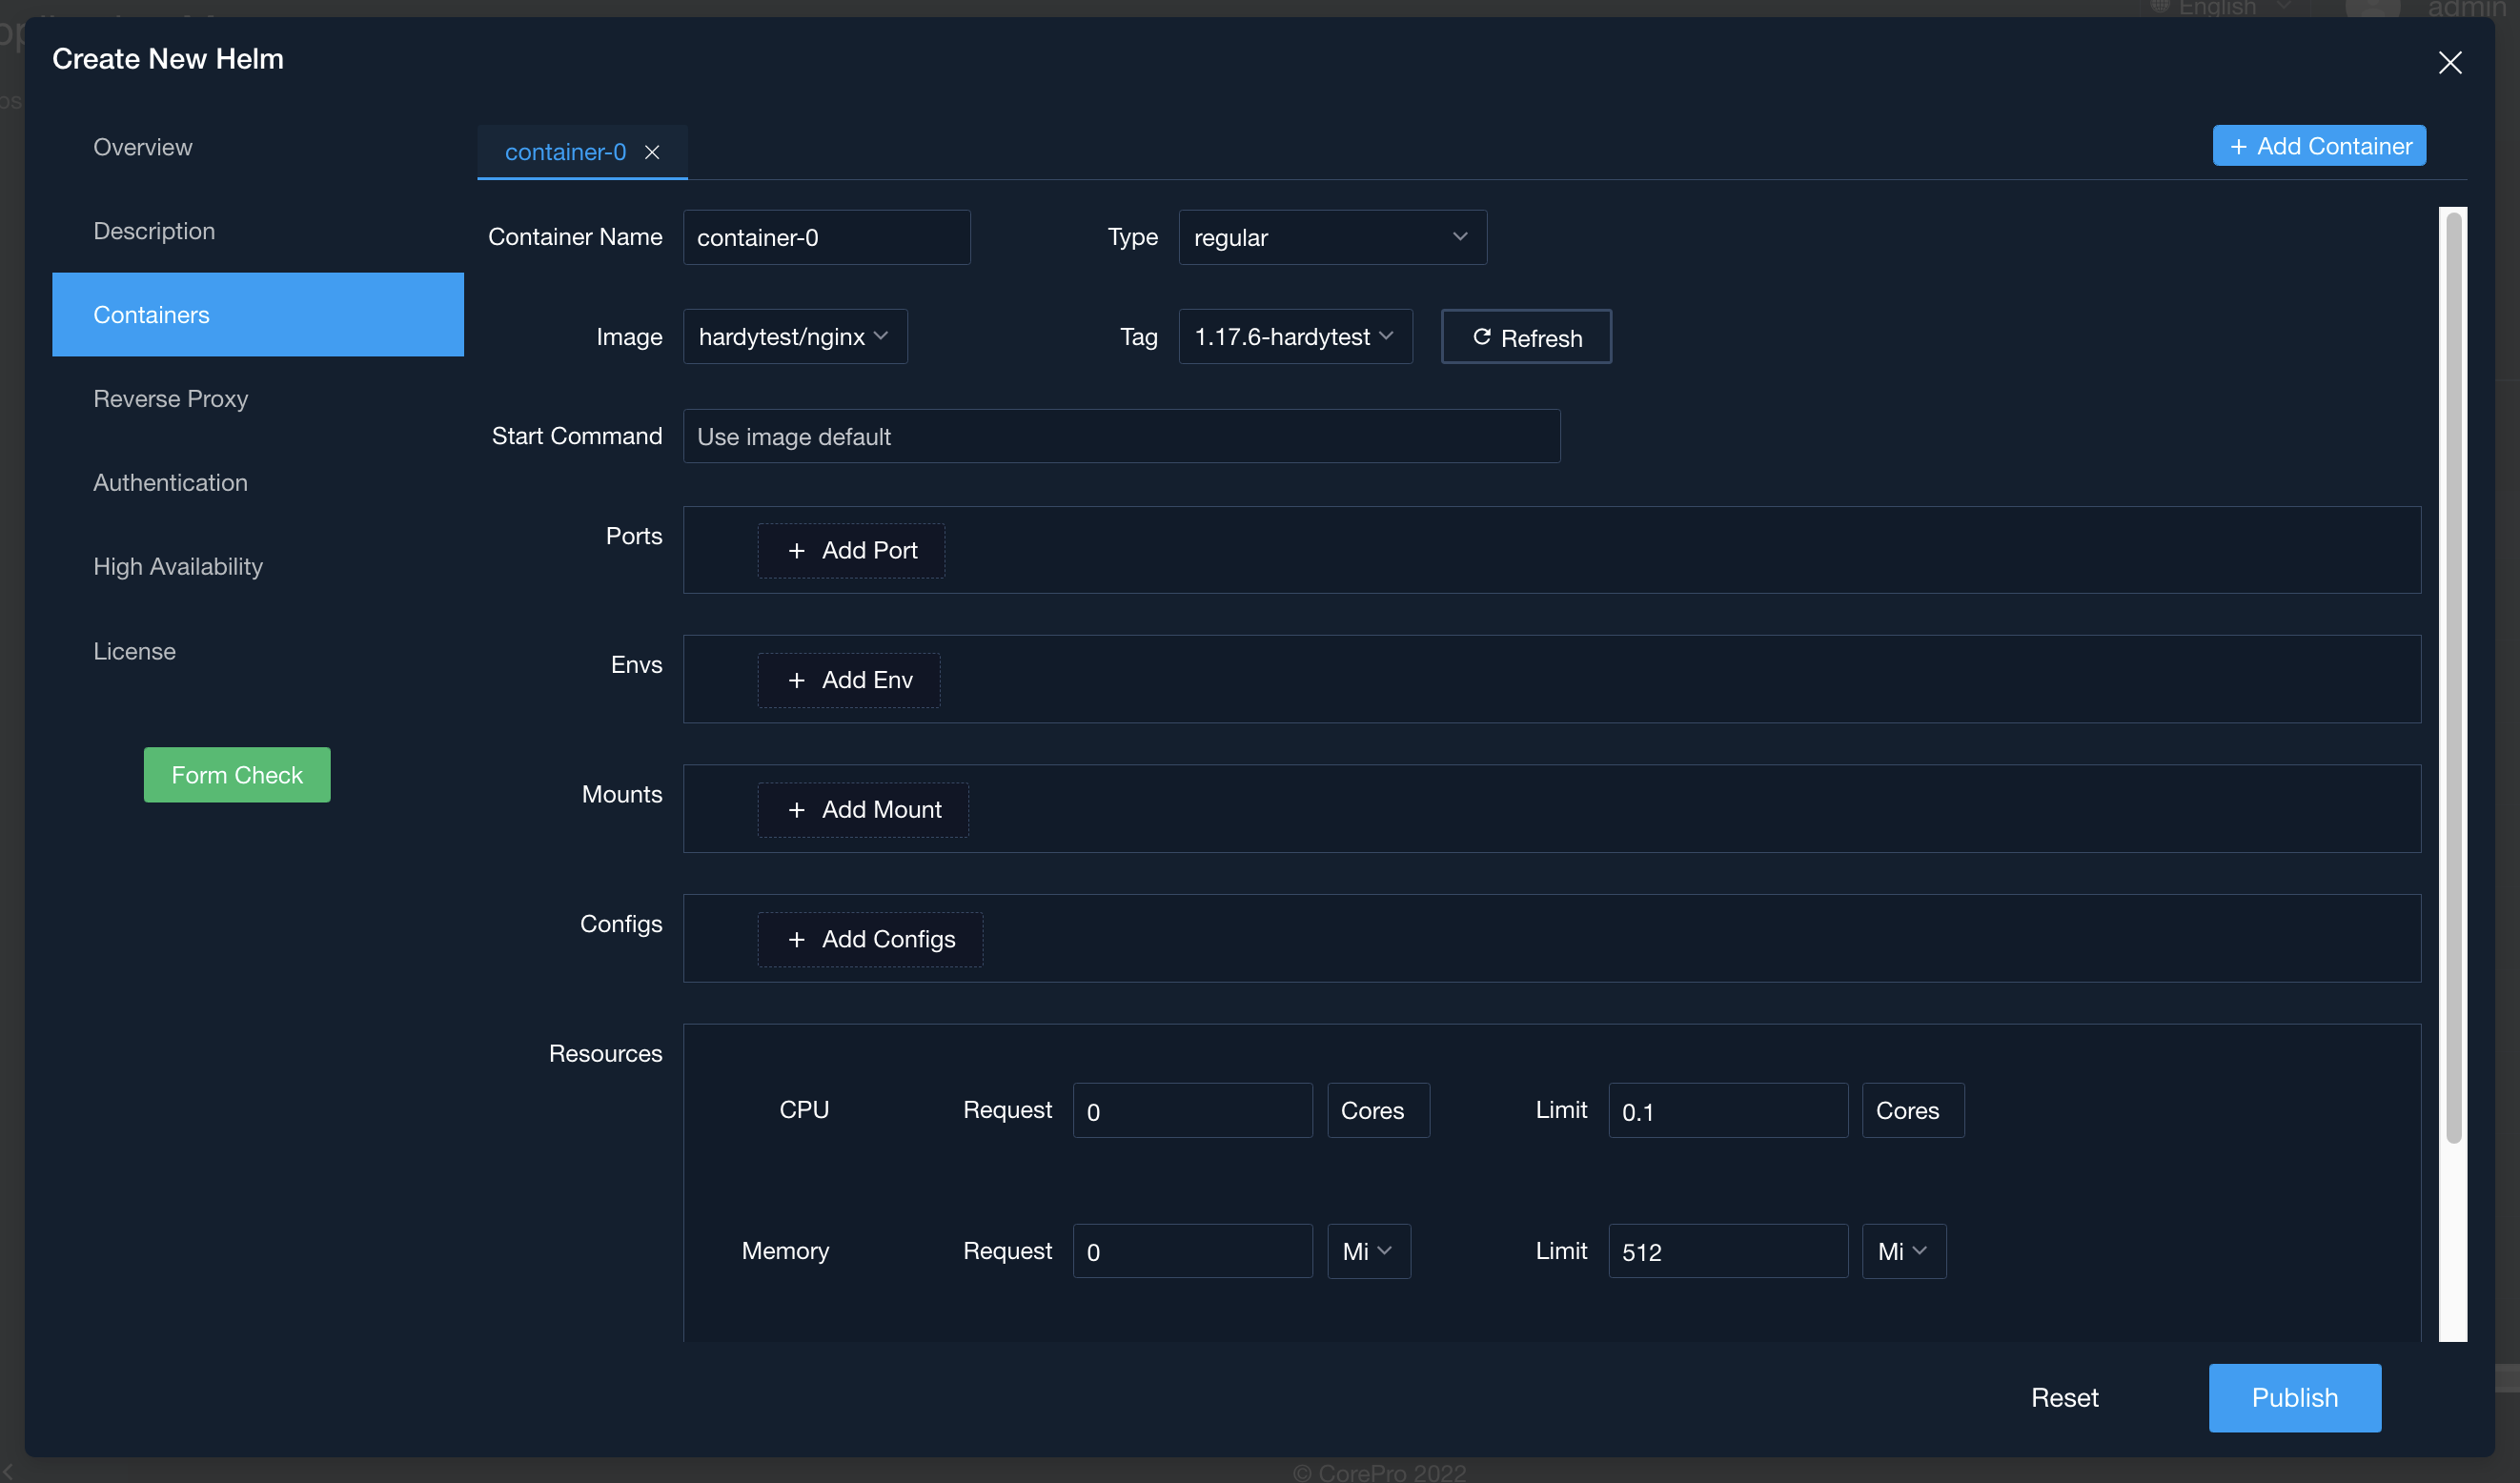 English
admin
Create New Helm
Overview
Description
Containers
Reverse Proxy
Authentication
High Availability
License
Form Check
container-0
+ Add Container
Container Name container-0 Type regular
Image hardytest/nginx Tag 1.17.6-hardytest Refresh
Start Command Use image default
Ports + Add Port
Envs + Add Env
Mounts + Add Mount
Configs + Add Configs
Resources
CPU Request 0 Cores Limit 0.1 Cores
Memory Request 0 Mi Limit 512 Mi
Reset Publish
© CorePro 2022